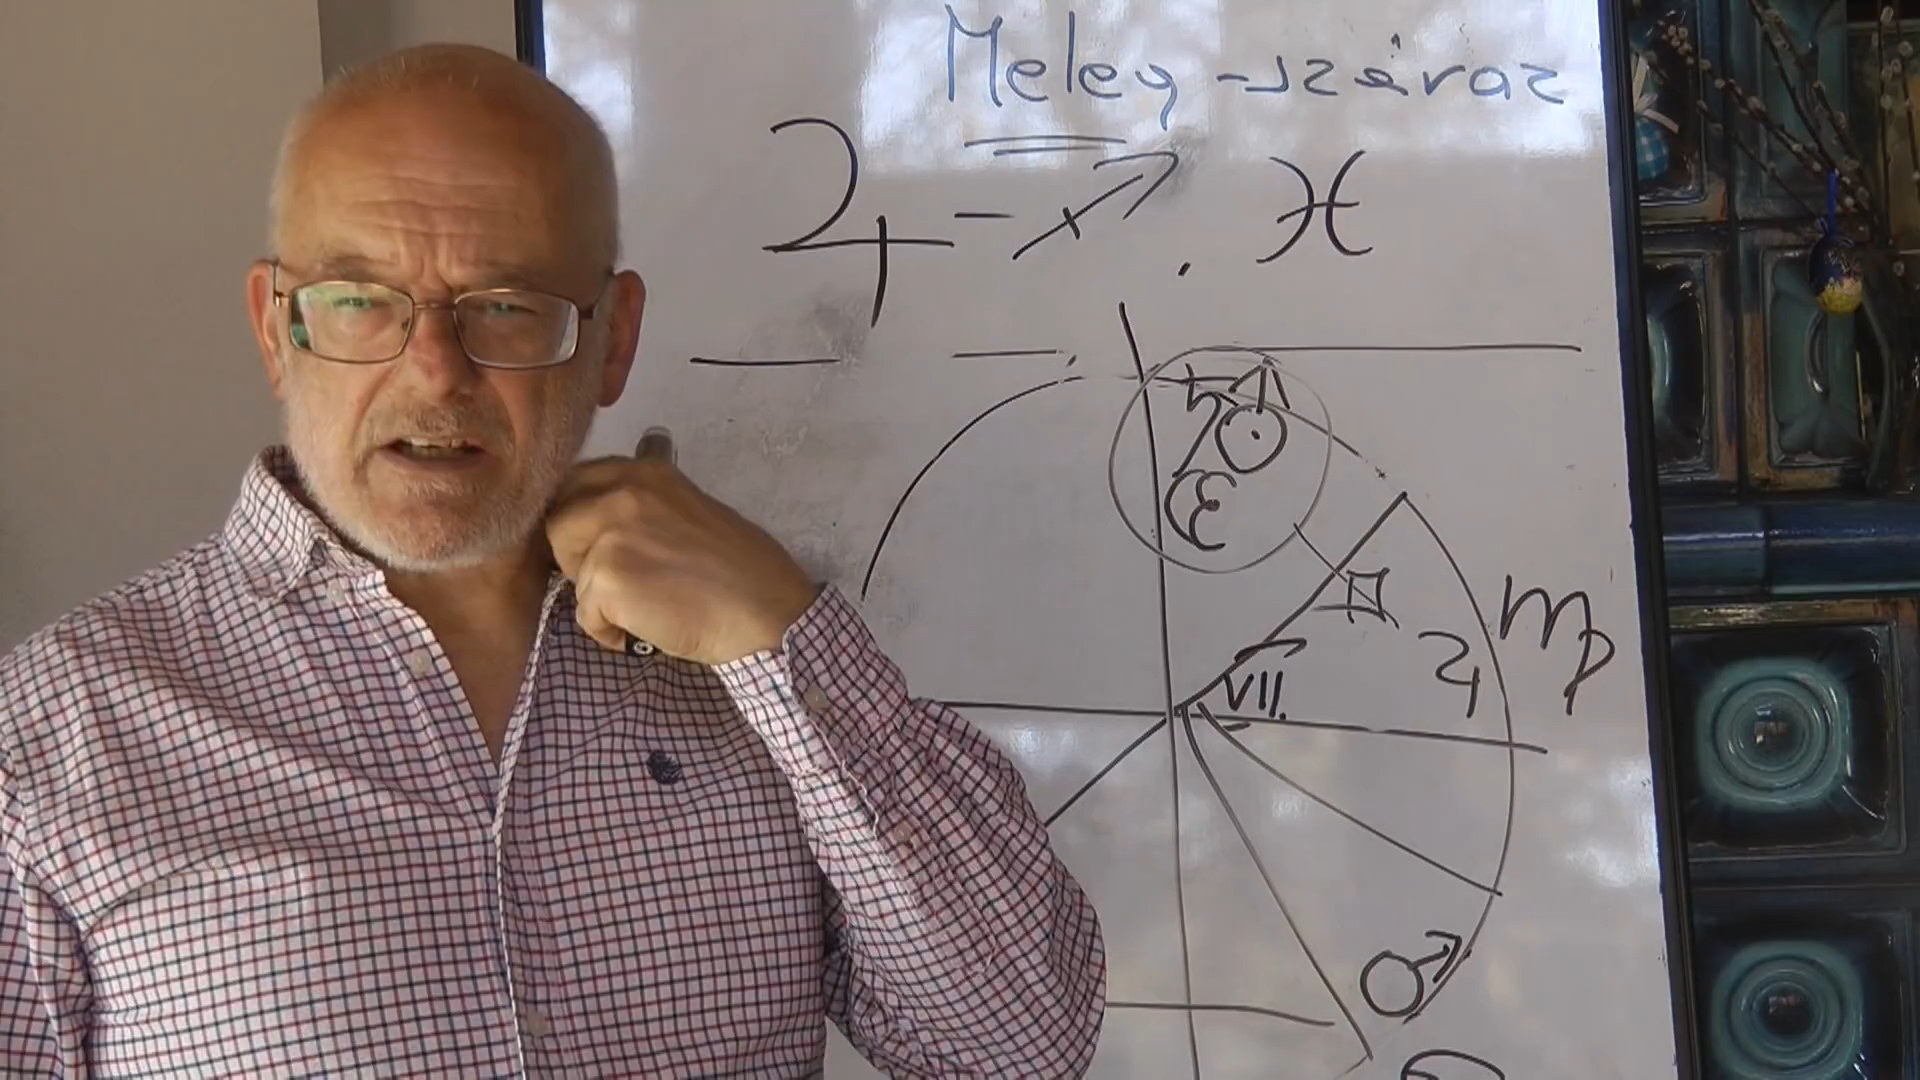 Meleg - száraz
♃ - ♐ . ♓
♄ ☉
☾
□
VII.
♃ ♍
♂